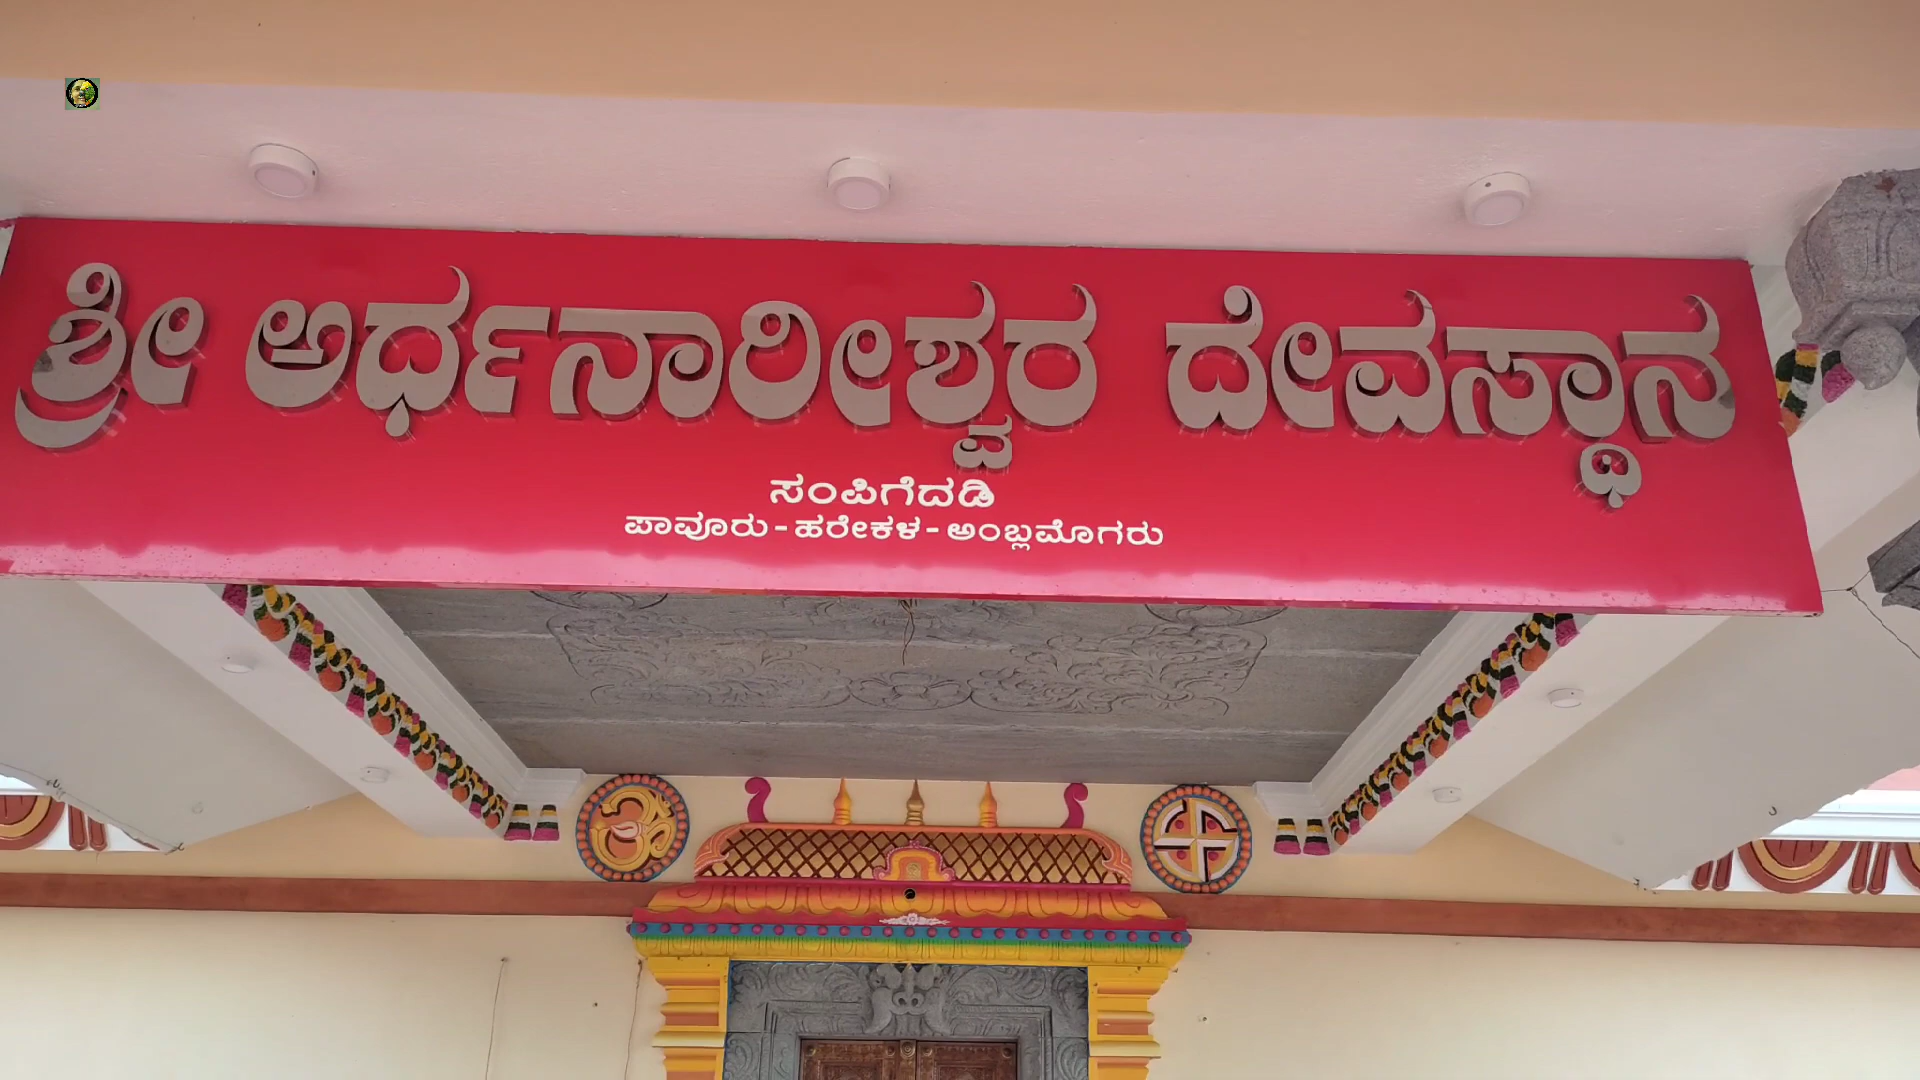 ಶ್ರೀ ಅರ್ಧನಾರೀಶ್ವರ ದೇವಸ್ಥಾನ
ಸಂಪಿಗೆದಡಿ
ಪಾವೂರು - ಹರೇಕಳ - ಅಂಬ್ಲಮೊಗರು